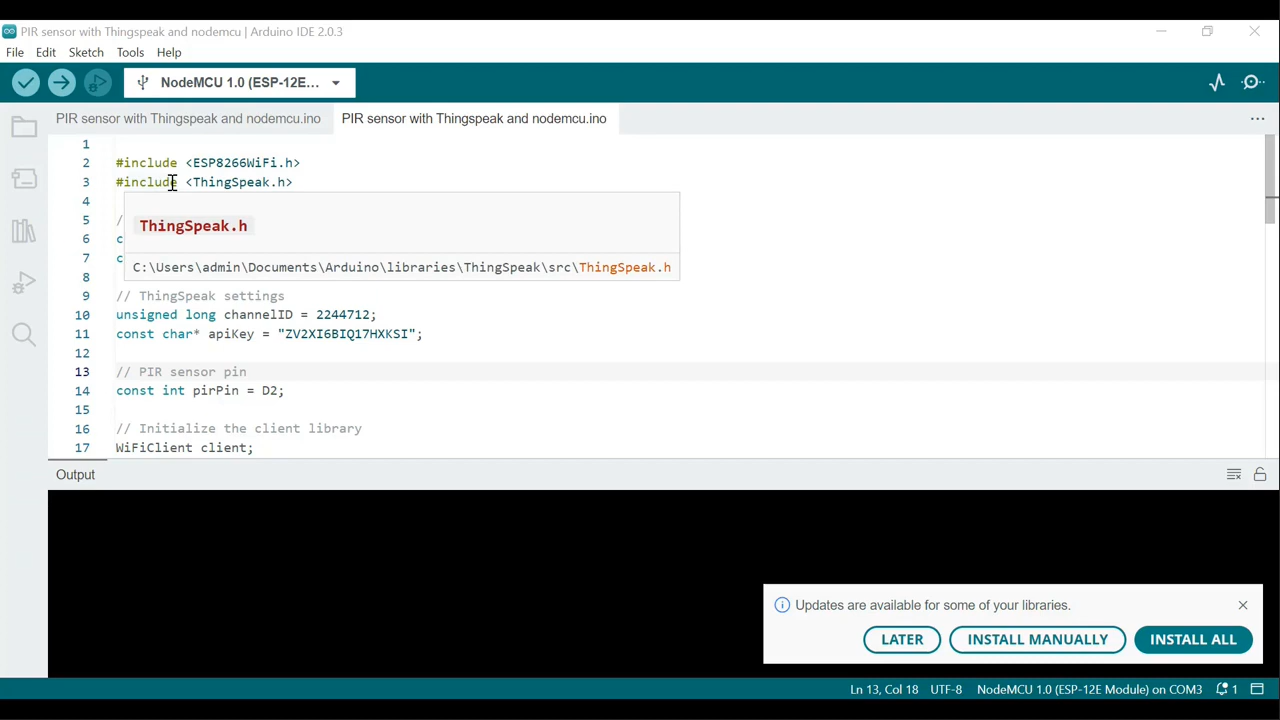 PIR sensor with Thingspeak and nodemcu | Arduino IDE 2.0.3
File Edit Sketch Tools Help
NodeMCU 1.0 (ESP-12E...
PIR sensor with Thingspeak and nodemcu.ino PIR sensor with Thingspeak and nodemcu.ino
1
2 #include <ESP8266WiFi.h>
3 #include <ThingSpeak.h>
4
ThingSpeak.h
5 /
6 c
7 c
C:\Users\admin\Documents\Arduino\libraries\ThingSpeak\src\ThingSpeak.h
8
9 // ThingSpeak settings
10 unsigned long channelID = 2244712;
11 const char* apiKey = "ZV2XI6BIQ17HXKSI";
12
13 // PIR sensor pin
14 const int pirPin = D2;
15
16 // Initialize the client library
17 WiFiClient client;
Output
Updates are available for some of your libraries.
LATER INSTALL MANUALLY INSTALL ALL
Ln 13, Col 18 UTF-8 NodeMCU 1.0 (ESP-12E Module) on COM3 1